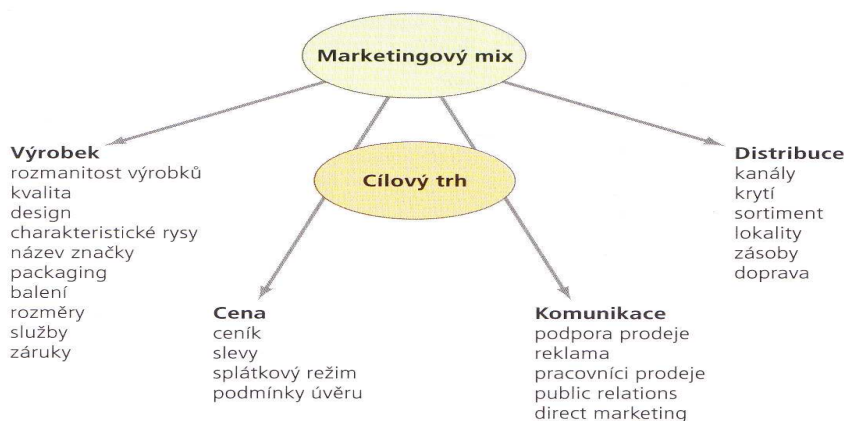 Marketingový mix
Cílový trh
Výrobek
rozmanitost výrobků
kvalita
design
charakteristické rysy
název značky
packaging
balení
rozměry
služby
záruky
Cena
ceník
slevy
splátkový režim
podmínky úvěru
Komunikace
podpora prodeje
reklama
pracovníci prodeje
public relations
direct marketing
Distribuce
kanály
krytí
sortiment
lokality
zásoby
doprava